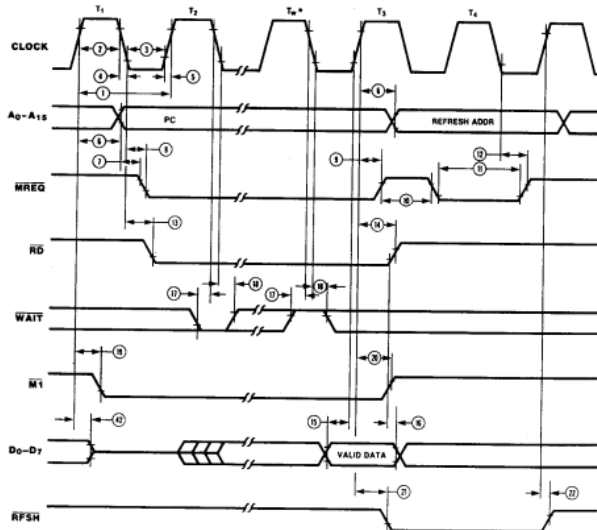 T1 T2 Tw* T3 T4
CLOCK
2 3
4 5
1 6
A0-A15 PC REFRESH ADDR
6
7 8 9 12 11
MREQ 10
13 14
RD
17 18 17 18
WAIT
19 20
M1
42 15 16
D0-D7 VALID DATA
21 22
RFSH